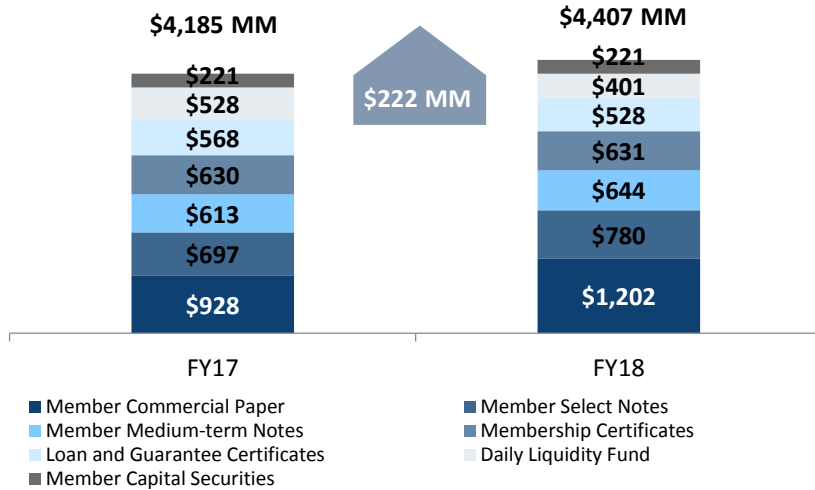 $4,185 MM
$4,407 MM
$222 MM
$221
$528
$568
$630
$613
$697
$928
$221
$401
$528
$631
$644
$780
$1,202
FY17
FY18
Member Commercial Paper
Member Select Notes
Member Medium-term Notes
Membership Certificates
Loan and Guarantee Certificates
Daily Liquidity Fund
Member Capital Securities